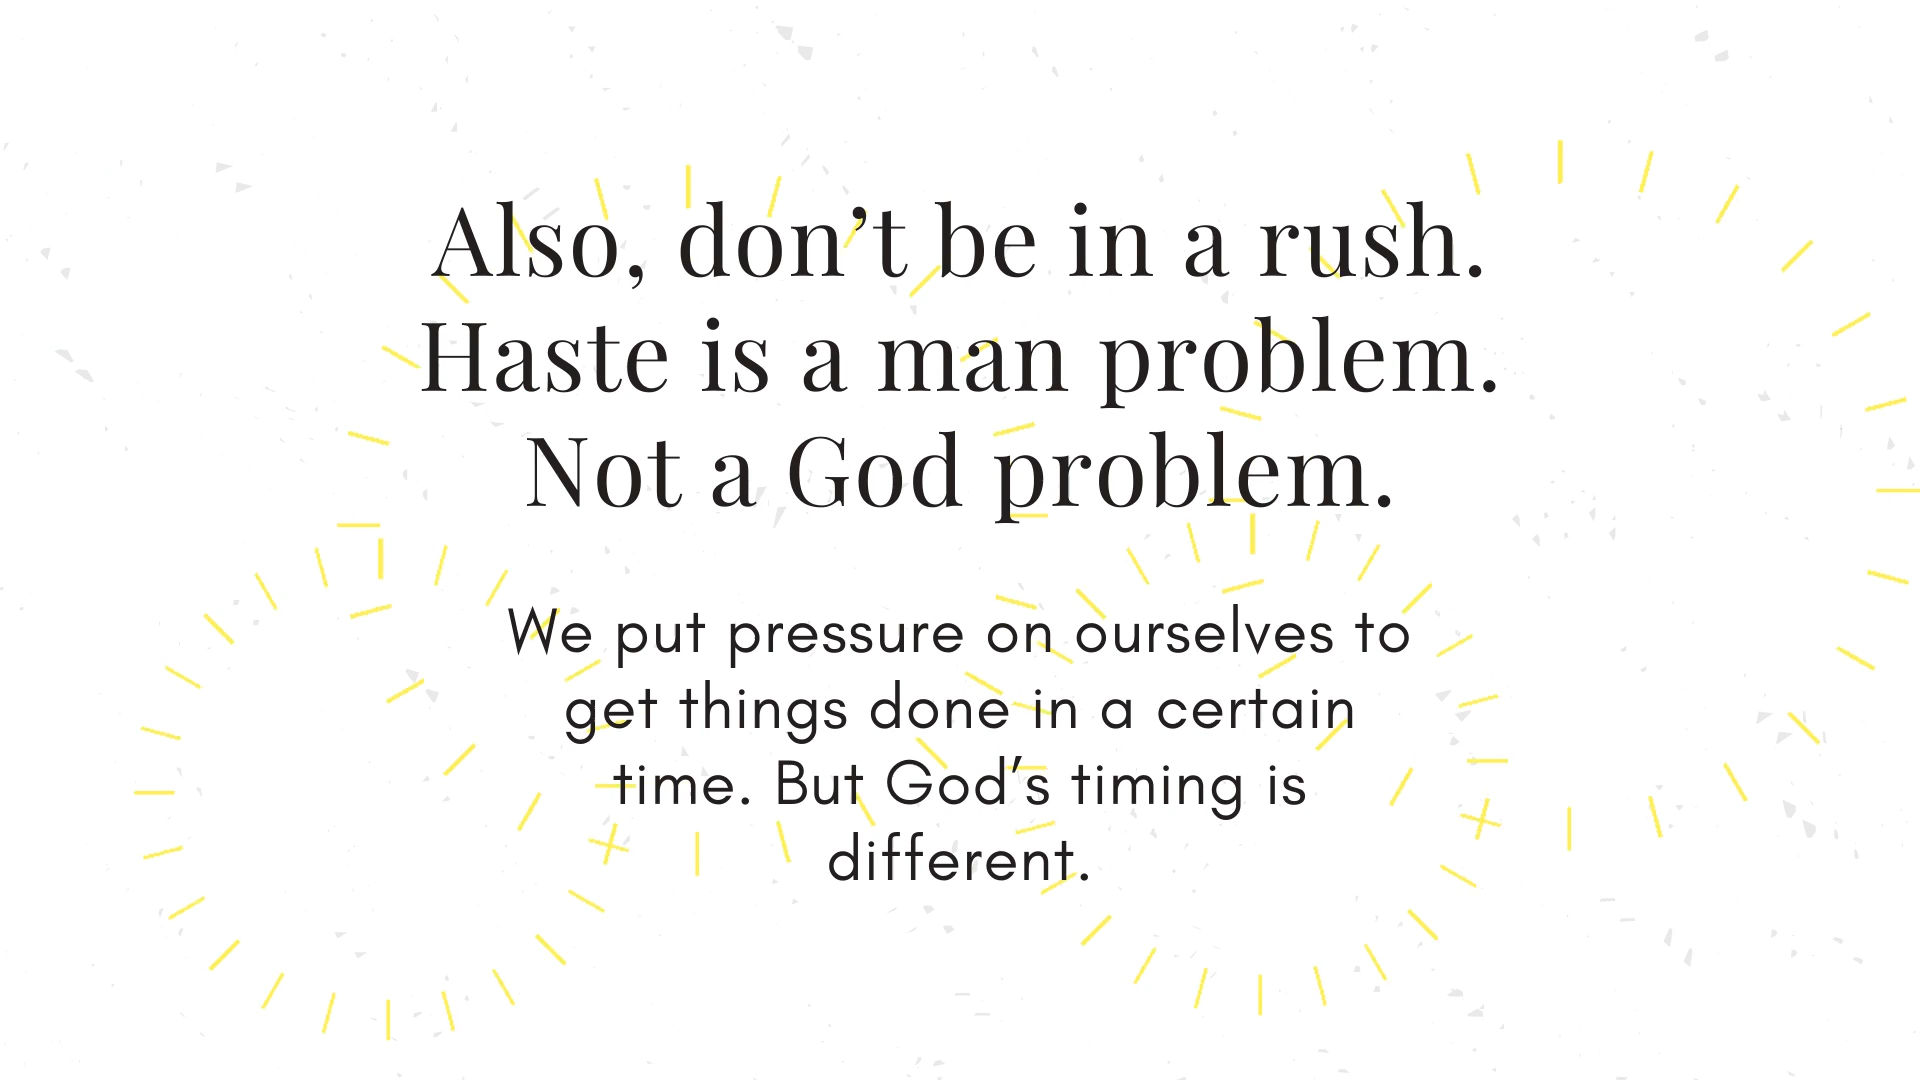 Also, don’t be in a rush.
Haste is a man problem.
Not a God problem.
We put pressure on ourselves to
get things done in a certain
time. But God’s timing is
different.